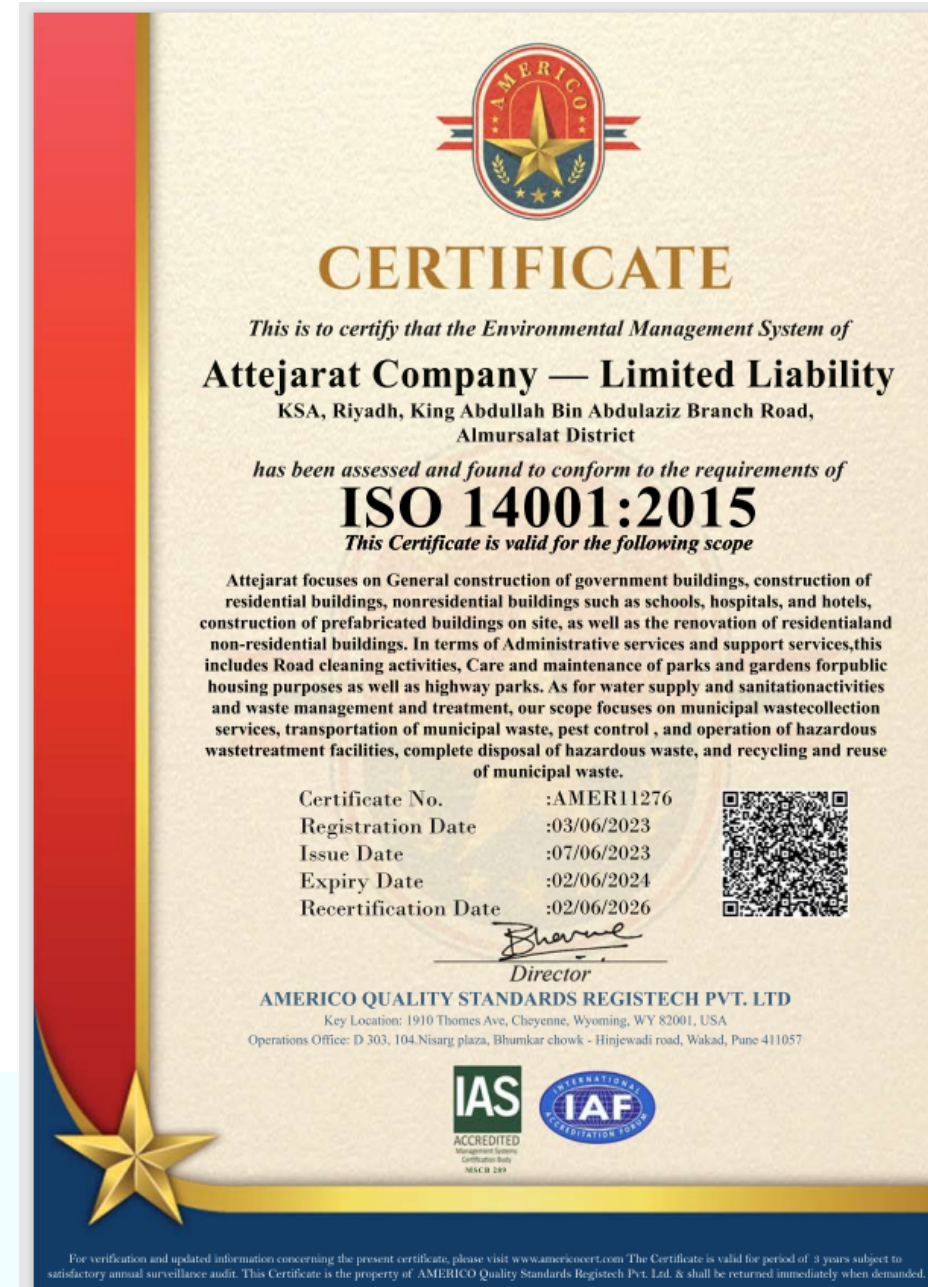 AMERICO
CERTIFICATE
This is to certify that the Environmental Management System of
Attejarat Company — Limited Liability
KSA, Riyadh, King Abdullah Bin Abdulaziz Branch Road,
Almursalat District
has been assessed and found to conform to the requirements of
ISO 14001:2015
This Certificate is valid for the following scope
Attejarat focuses on General construction of government buildings, construction of
residential buildings, nonresidential buildings such as schools, hospitals, and hotels,
construction of prefabricated buildings on site, as well as the renovation of residentialand
non-residential buildings. In terms of Administrative services and support services,this
includes Road cleaning activities, Care and maintenance of parks and gardens forpublic
housing purposes as well as highway parks. As for water supply and sanitationactivities
and waste management and treatment, our scope focuses on municipal wastecollection
services, transportation of municipal waste, pest control , and operation of hazardous
wastetreatment facilities, complete disposal of hazardous waste, and recycling and reuse
of municipal waste.
Certificate No. :AMER11276
Registration Date :03/06/2023
Issue Date :07/06/2023
Expiry Date :02/06/2024
Recertification Date :02/06/2026
Director
AMERICO QUALITY STANDARDS REGISTECH PVT. LTD
Key Location: 1910 Thomes Ave, Cheyenne, Wyoming, WY 82001, USA
Operations Office: D 303, 104.Nisarg plaza, Bhumkar chowk - Hinjewadi road, Wakad, Pune 411057
IAS
ACCREDITED
Management Systems
Certification Body
MSCB 289
INTERNATIONAL
IAF
ACCREDITATION FORUM
For verification and updated information concerning the present certificate, please visit www.americocert.com The Certificate is valid for period of 3 years subject to
satisfactory annual surveillance audit. This Certificate is the property of AMERICO Quality Standards Registech Pvt. Ltd. & shall be returned immediately when demanded.